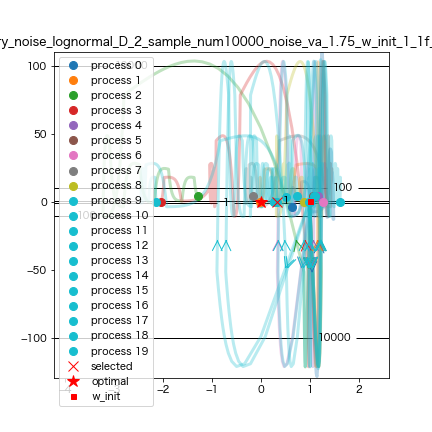 ry_noise_lognormal_D_2_sample_num10000_noise_va_1.75_w_init_1_1f_
100
50
0
−50
−100
−2
−1
0
1
2
process 0
process 1
process 2
process 3
process 4
process 5
process 6
process 7
process 8
process 9
process 10
process 11
process 12
process 13
process 14
process 15
process 16
process 17
process 18
process 19
selected
optimal
w_init
100
1
1
10000